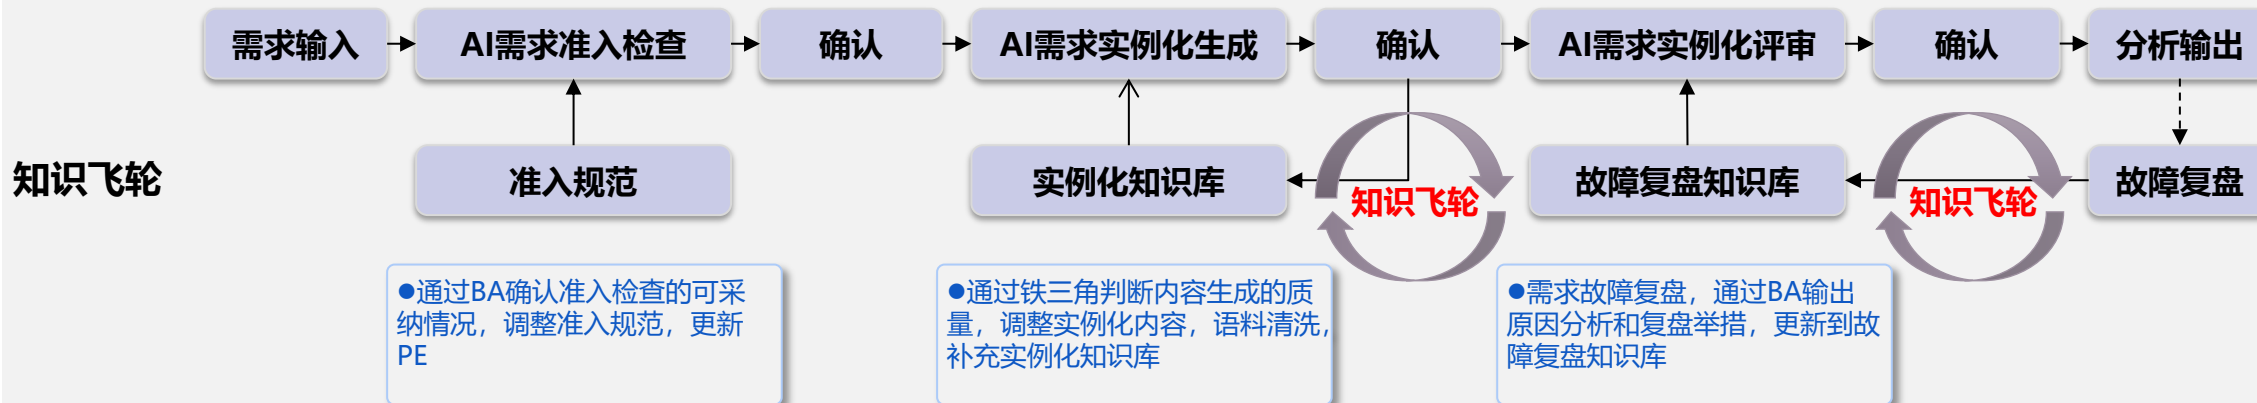 需求输入
AI需求准入检查
确认
AI需求实例化生成
确认
AI需求实例化评审
确认
分析输出
知识飞轮
准入规范
实例化知识库
知识飞轮
故障复盘知识库
知识飞轮
故障复盘
●通过BA确认准入检查的可采
纳情况，调整准入规范，更新
PE
●通过铁三角判断内容生成的质
量，调整实例化内容，语料清洗，
补充实例化知识库
●需求故障复盘，通过BA输出
原因分析和复盘举措，更新到故
障复盘知识库